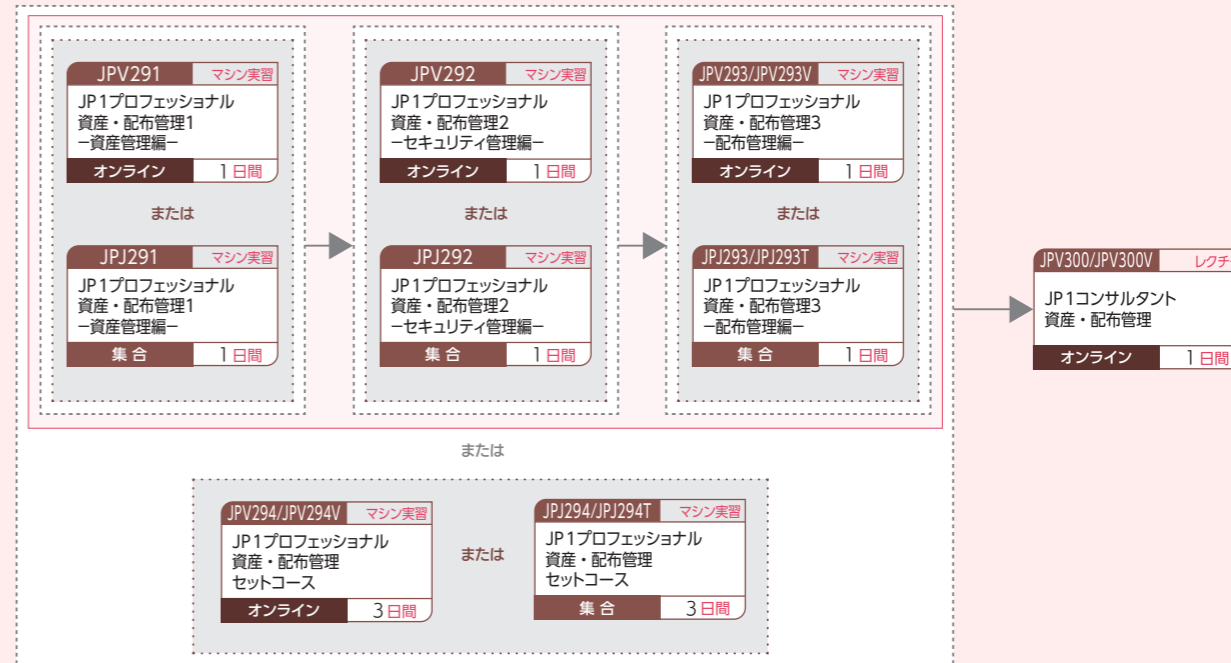 JPV291 マシン実習
JP1プロフェッショナル
資産・配布管理1
−資産管理編−
オンライン 1日間
または
JPJ291 マシン実習
JP1プロフェッショナル
資産・配布管理1
−資産管理編−
集合 1日間
JPV292 マシン実習
JP1プロフェッショナル
資産・配布管理2
−セキュリティ管理編−
オンライン 1日間
または
JPJ292 マシン実習
JP1プロフェッショナル
資産・配布管理2
−セキュリティ管理編−
集合 1日間
JPV293/JPV293V マシン実習
JP1プロフェッショナル
資産・配布管理3
−配布管理編−
オンライン 1日間
または
JPJ293/JPJ293T マシン実習
JP1プロフェッショナル
資産・配布管理3
−配布管理編−
集合 1日間
または
JPV294/JPV294V マシン実習
JP1プロフェッショナル
資産・配布管理
セットコース
オンライン 3日間
または
JPJ294/JPJ294T マシン実習
JP1プロフェッショナル
資産・配布管理
セットコース
集合 3日間
JPV300/JPV300V レクチ
JP1コンサルタント
資産・配布管理
オンライン 1日間